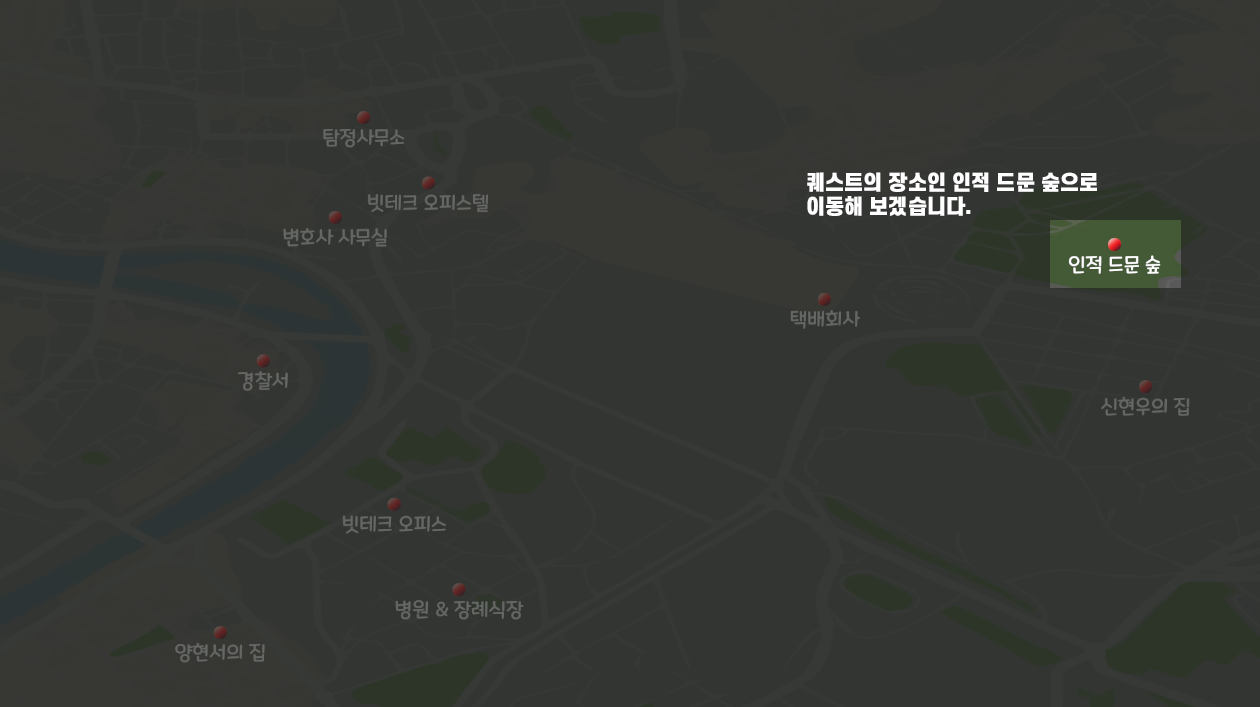 탐정사무소
퀘스트의 장소인 인적 드문 숲으로
이동해 보겠습니다.
빗테크 오피스텔
변호사 사무실
인적 드문 숲
택배회사
경찰서
신현우의 집
빗테크 오피스
병원 & 장례식장
양현서의 집